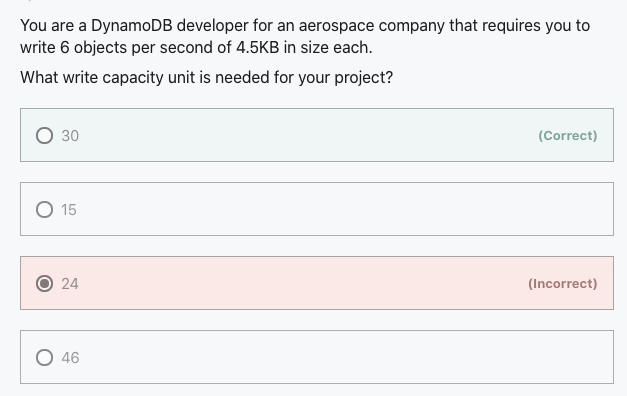 You are a DynamoDB developer for an aerospace company that requires you to
write 6 objects per second of 4.5KB in size each.
What write capacity unit is needed for your project?
30 (Correct)
15
24 (Incorrect)
46